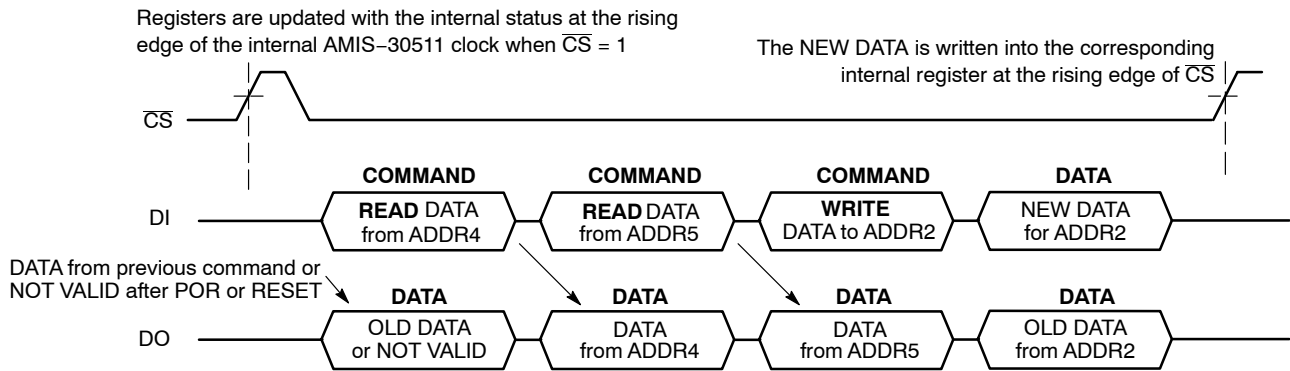 Registers are updated with the internal status at the rising
edge of the internal AMIS−30511 clock when CS = 1
The NEW DATA is written into the corresponding
internal register at the rising edge of CS
CS
COMMAND COMMAND COMMAND DATA
DI
READ DATA
from ADDR4
READ DATA
from ADDR5
WRITE
DATA to ADDR2
NEW DATA
for ADDR2
DATA from previous command or
NOT VALID after POR or RESET
DATA DATA DATA DATA
DO
OLD DATA
or NOT VALID
DATA
from ADDR4
DATA
from ADDR5
OLD DATA
from ADDR2